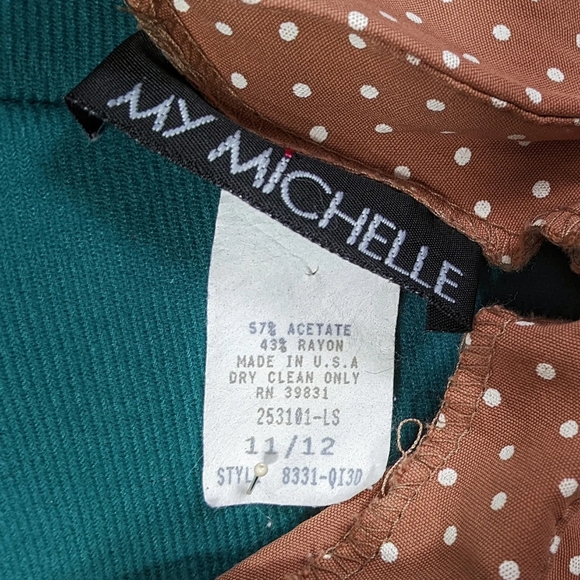 MY MICHELLE
57% ACETATE
43% RAYON
MADE IN U.S.A
DRY CLEAN ONLY
RN 39831
253101-LS
11/12
STYLE 8331-QI3D